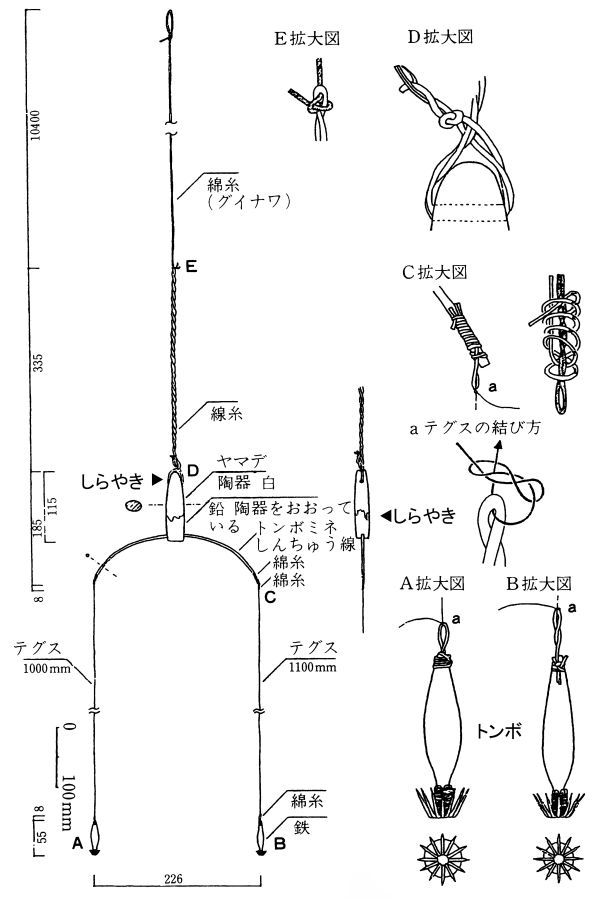 E拡大図
D拡大図
10400
綿糸
(グイナワ)
E
C拡大図
335
a
線糸
aテグスの結び方
D
ヤマデ
しらやき
陶器 白
115
185
鉛 陶器をおおって
いる
トンボミネ
しんちゅう線
しらやき
綿糸
綿糸
C
8
A拡大図
B拡大図
a
a
テグス
1000mm
テグス
1100mm
0
100mm
トンボ
綿糸
鉄
18
55
A
B
226